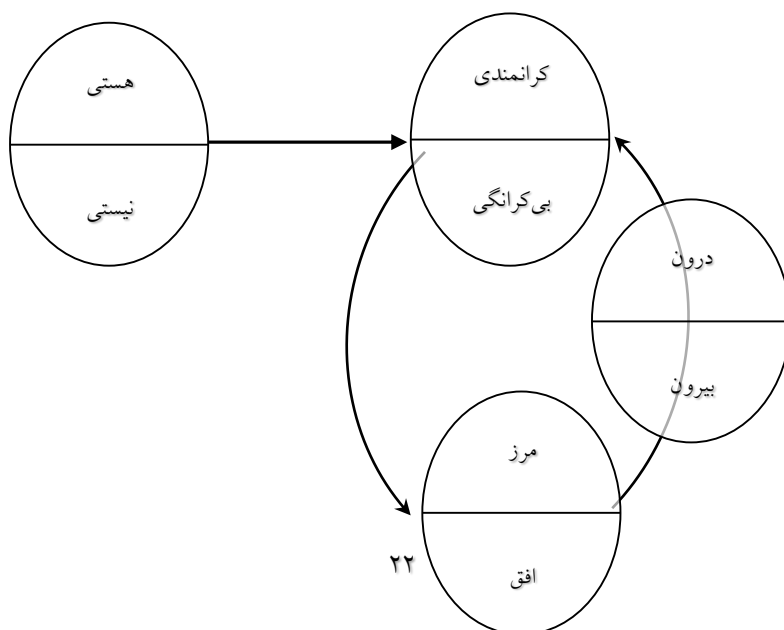 هستی
نیستی
کرانمندی
بی‌کرانگی
درون
بیرون
مرز
افق
۲۲